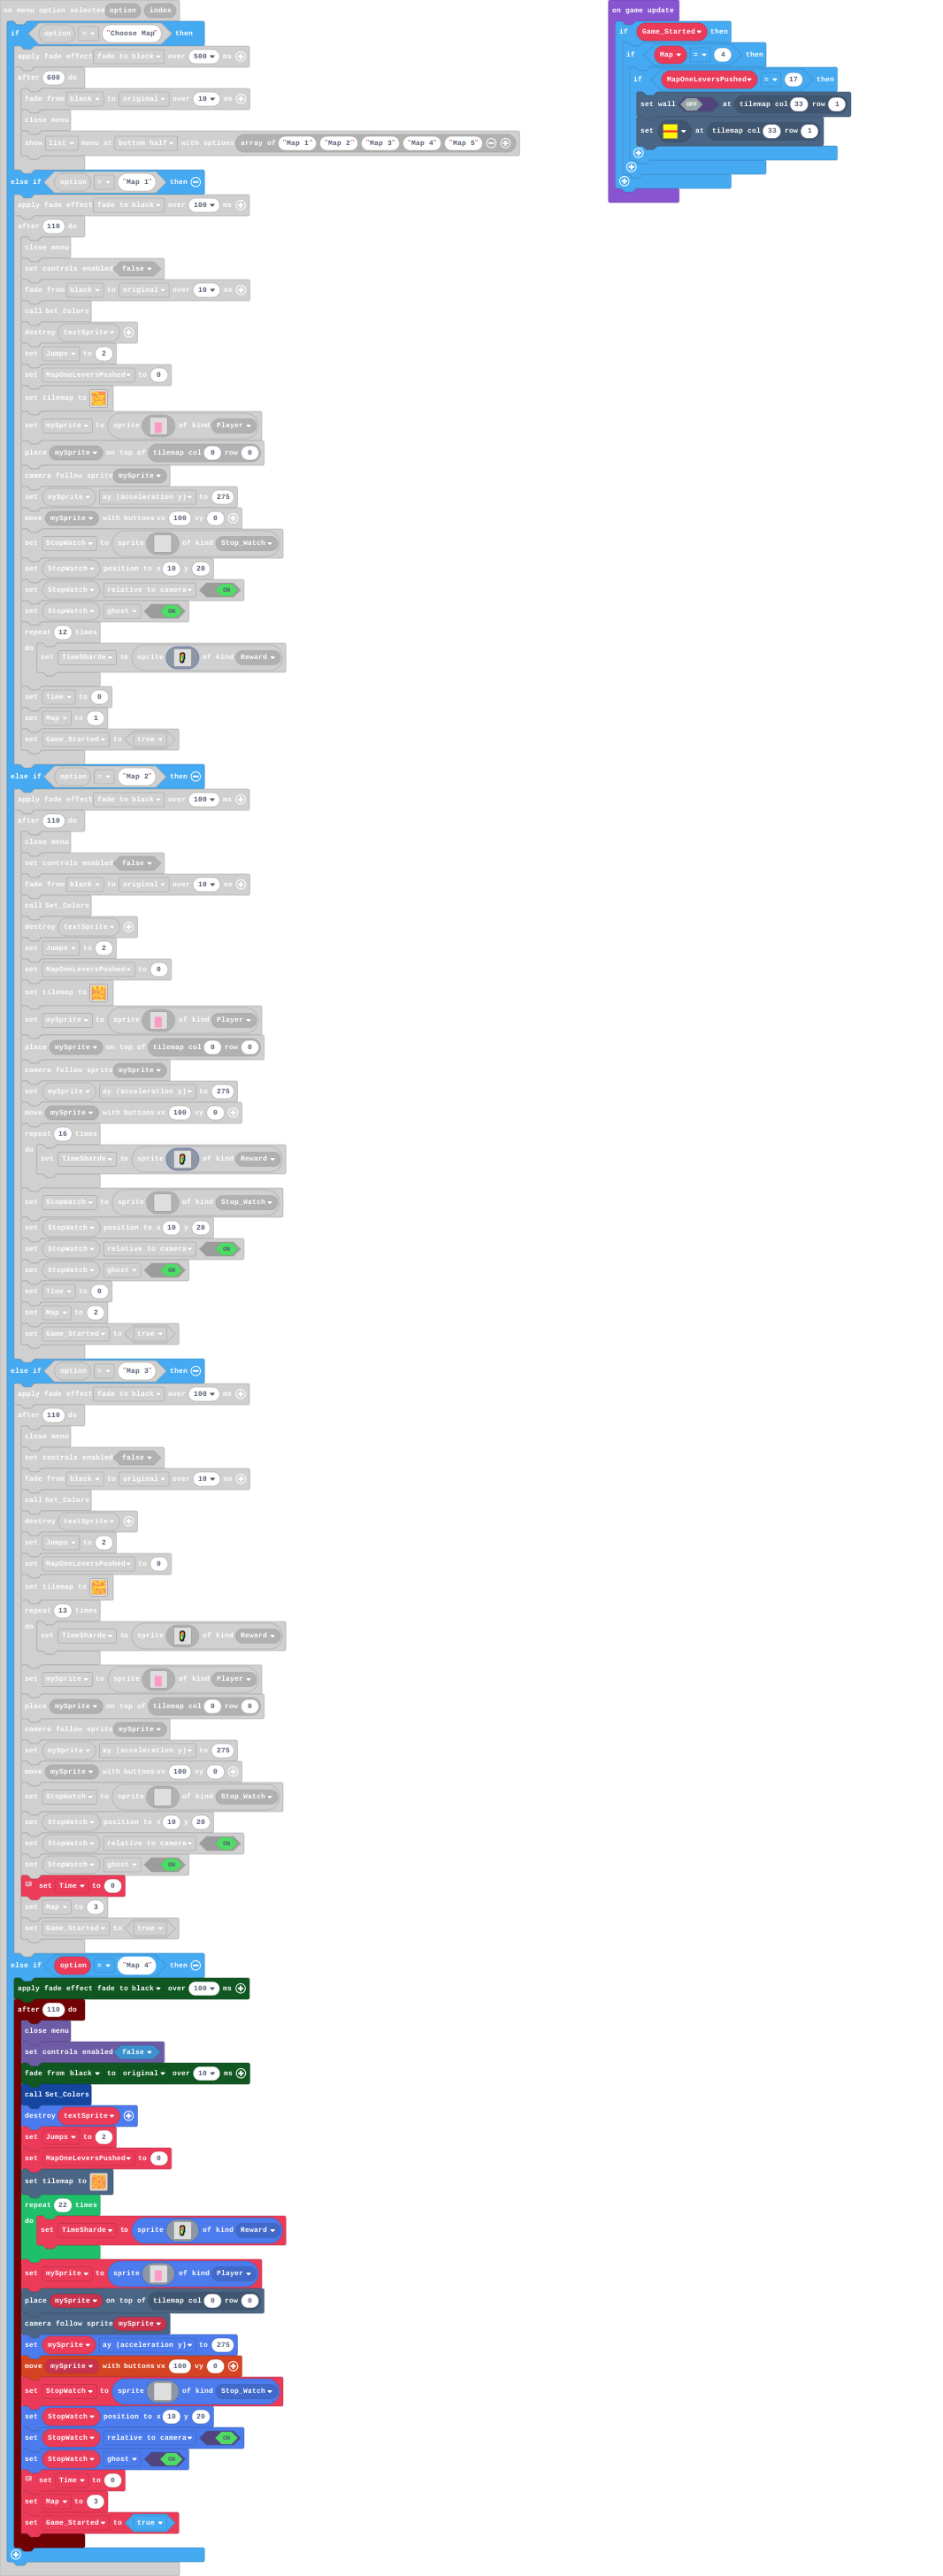 on menu option selected option index
if option = "Choose Map" then
apply fade effect fade to black over 500 ms
after 600 do
fade from black to original over 10 ms
close menu
show list menu at bottom half with options array of "Map 1" "Map 2" "Map 3" "Map 4" "Map 5"
else if option = "Map 1" then
apply fade effect fade to black over 100 ms
after 110 do
close menu
set controls enabled false
fade from black to original over 10 ms
call Set_Colors
destroy textSprite
set Jumps to 2
set MapOneLeversPushed to 0
set tilemap to
set mySprite to sprite of kind Player
place mySprite on top of tilemap col 0 row 0
camera follow sprite mySprite
set mySprite ay (acceleration y) to 275
move mySprite with buttons vx 100 vy 0
set StopWatch to sprite of kind Stop_Watch
set StopWatch position to x 10 y 20
set StopWatch relative to camera ON
set StopWatch ghost ON
repeat 12 times
do set TimeSharde to sprite of kind Reward
set Time to 0
set Map to 1
set Game_Started to true
else if option = "Map 2" then
apply fade effect fade to black over 100 ms
after 110 do
close menu
set controls enabled false
fade from black to original over 10 ms
call Set_Colors
destroy textSprite
set Jumps to 2
set MapOneLeversPushed to 0
set tilemap to
set mySprite to sprite of kind Player
place mySprite on top of tilemap col 0 row 0
camera follow sprite mySprite
set mySprite ay (acceleration y) to 275
move mySprite with buttons vx 100 vy 0
repeat 16 times
do set TimeSharde to sprite of kind Reward
set StopWatch to sprite of kind Stop_Watch
set StopWatch position to x 10 y 20
set StopWatch relative to camera ON
set StopWatch ghost ON
set Time to 0
set Map to 2
set Game_Started to true
else if option = "Map 3" then
apply fade effect fade to black over 100 ms
after 110 do
close menu
set controls enabled false
fade from black to original over 10 ms
call Set_Colors
destroy textSprite
set Jumps to 2
set MapOneLeversPushed to 0
set tilemap to
repeat 13 times
do set TimeSharde to sprite of kind Reward
set mySprite to sprite of kind Player
place mySprite on top of tilemap col 0 row 0
camera follow sprite mySprite
set mySprite ay (acceleration y) to 275
move mySprite with buttons vx 100 vy 0
set StopWatch to sprite of kind Stop_Watch
set StopWatch position to x 10 y 20
set StopWatch relative to camera ON
set StopWatch ghost ON
set Time to 0
set Map to 3
set Game_Started to true
else if option = "Map 4" then
apply fade effect fade to black over 100 ms
after 110 do
close menu
set controls enabled false
fade from black to original over 10 ms
call Set_Colors
destroy textSprite
set Jumps to 2
set MapOneLeversPushed to 0
set tilemap to
repeat 22 times
do set TimeSharde to sprite of kind Reward
set mySprite to sprite of kind Player
place mySprite on top of tilemap col 0 row 0
camera follow sprite mySprite
set mySprite ay (acceleration y) to 275
move mySprite with buttons vx 100 vy 0
set StopWatch to sprite of kind Stop_Watch
set StopWatch position to x 10 y 20
set StopWatch relative to camera ON
set StopWatch ghost ON
set Time to 0
set Map to 3
set Game_Started to true
on game update
if Game_Started then
if Map = 4 then
if MapOneLeversPushed = 17 then
set wall OFF at tilemap col 33 row 1
set at tilemap col 33 row 1